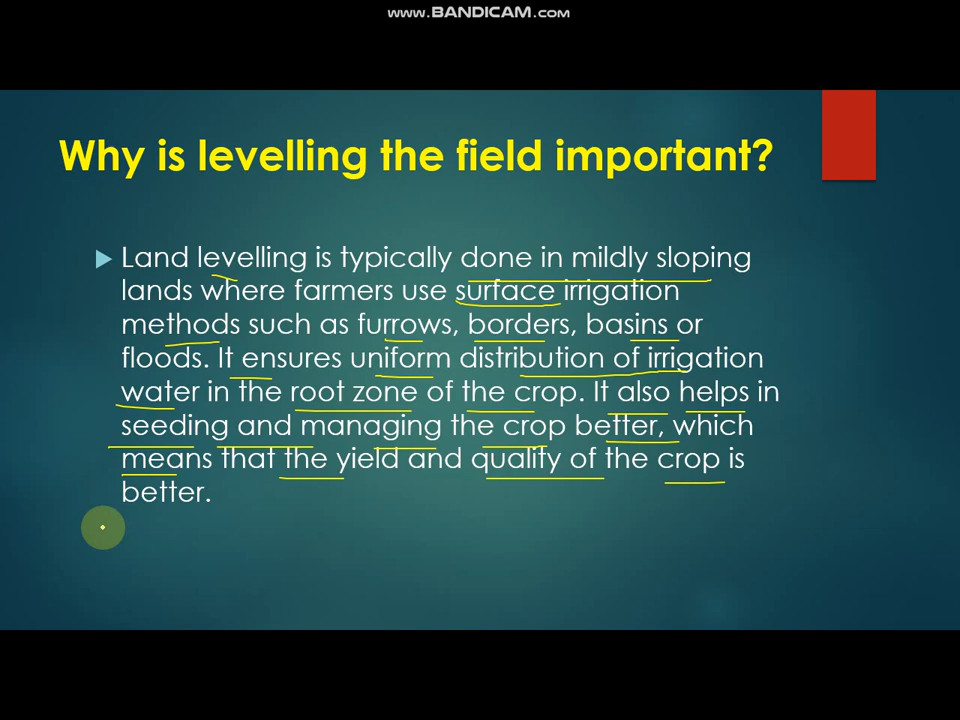 www.BANDICAM.com
Why is levelling the field important?
Land levelling is typically done in mildly sloping
lands where farmers use surface irrigation
methods such as furrows, borders, basins or
floods. It ensures uniform distribution of irrigation
water in the root zone of the crop. It also helps in
seeding and managing the crop better, which
means that the yield and quality of the crop is
better.